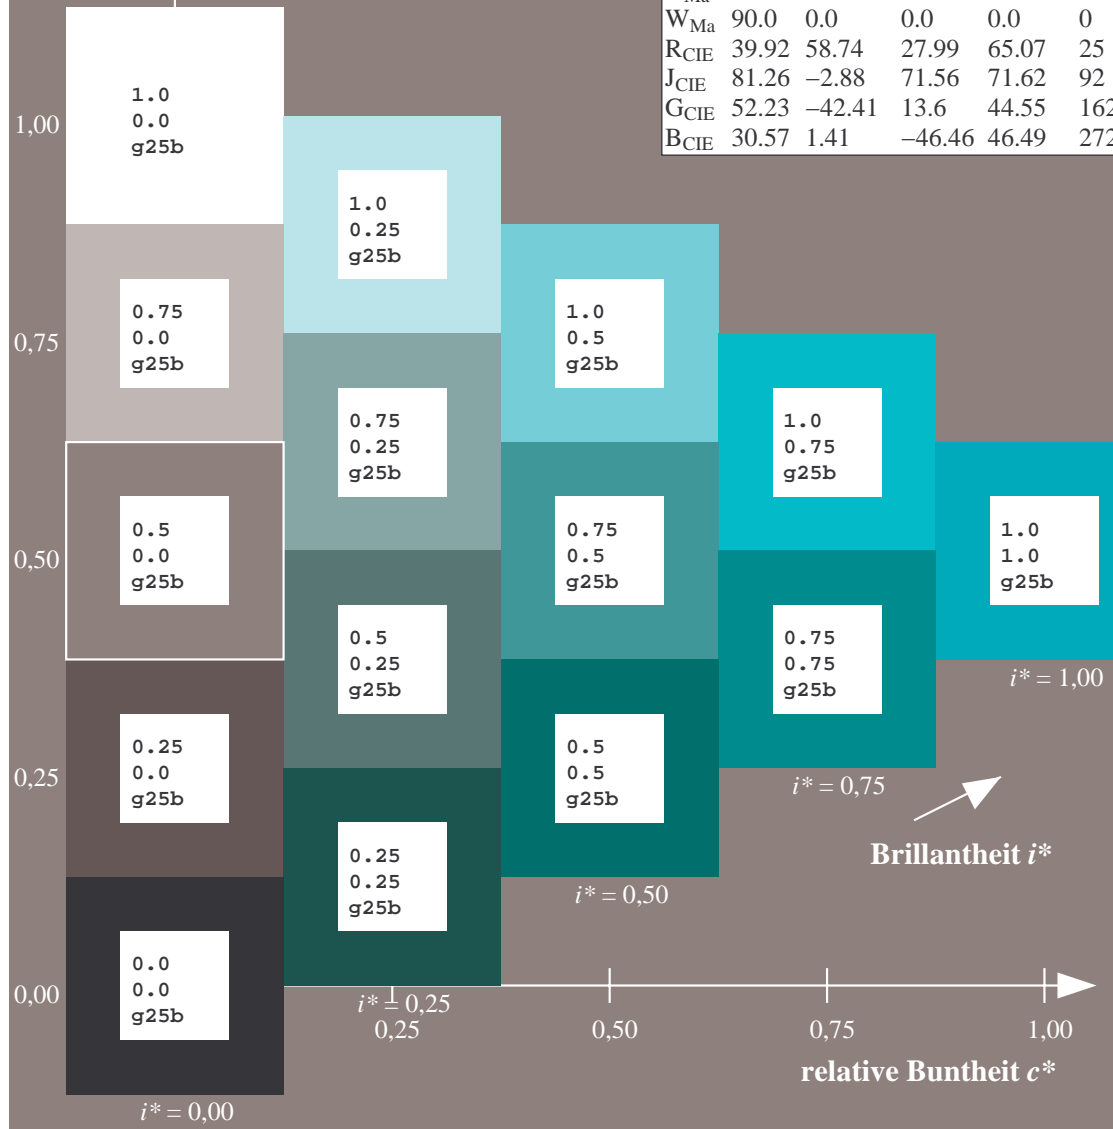 W_Ma 90.0 0.0 0.0 0.0 0
R_CIE 39.92 58.74 27.99 65.07 25
J_CIE 81.26 −2.88 71.56 71.62 92
G_CIE 52.23 −42.41 13.6 44.55 162
B_CIE 30.57 1.41 −46.46 46.49 272
1,00
1.0
0.0
g25b
1.0
0.25
g25b
0,75
0.75
0.0
g25b
1.0
0.5
g25b
0.75
0.25
g25b
1.0
0.75
g25b
0,50
0.5
0.0
g25b
0.75
0.5
g25b
1.0
1.0
g25b
0.5
0.25
g25b
0.75
0.75
g25b
i* = 1,00
0,25
0.25
0.0
g25b
0.5
0.5
g25b
i* = 0,75
Brillantheit i*
0.25
0.25
g25b
i* = 0,50
0,00
0.0
0.0
g25b
i* = 0,25
0,25
0,50
0,75
1,00
relative Buntheit c*
i* = 0,00